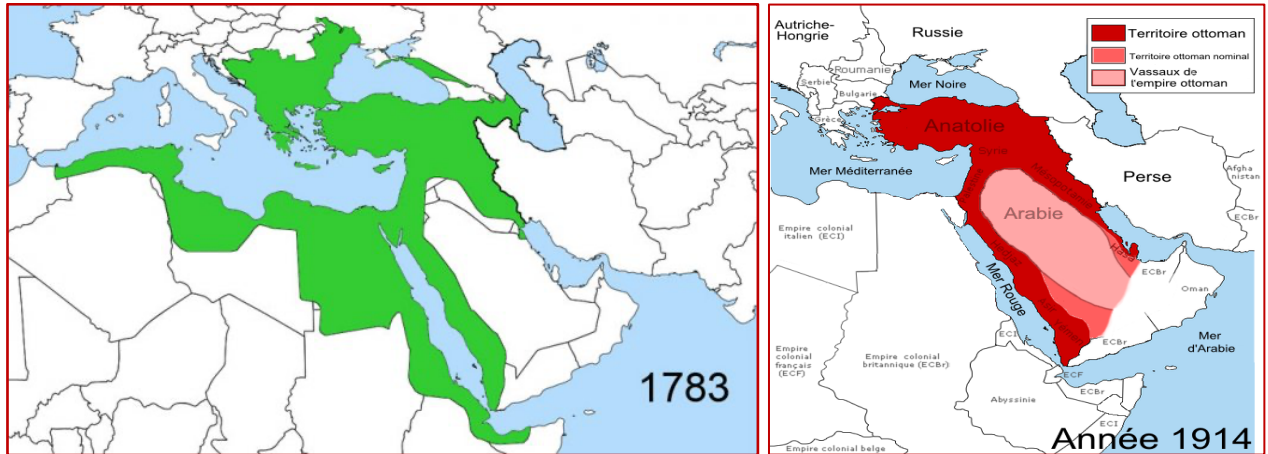 1783
Autriche-
Hongrie
Russie
Territoire ottoman
Territoire ottoman nominal
Vassaux de
l'empire ottoman
Roumanie
Serbie
Bulgarie
Mer Noire
Grèce
Anatolie
Syrie
Mer Méditerranée
Perse
Afgha
nistan
ECBr
Arabie
Hasa
Empire colonial
italien (ECI)
Mer Rouge
ECBr
Oman
Mer
d'Arabie
ECI
ECBr
Empire
colonial
français
(ECF)
Empire colonial
britannique (ECBr)
ECF
ECBr
Abyssinie
ECI
Empire colonial belge
Année 1914